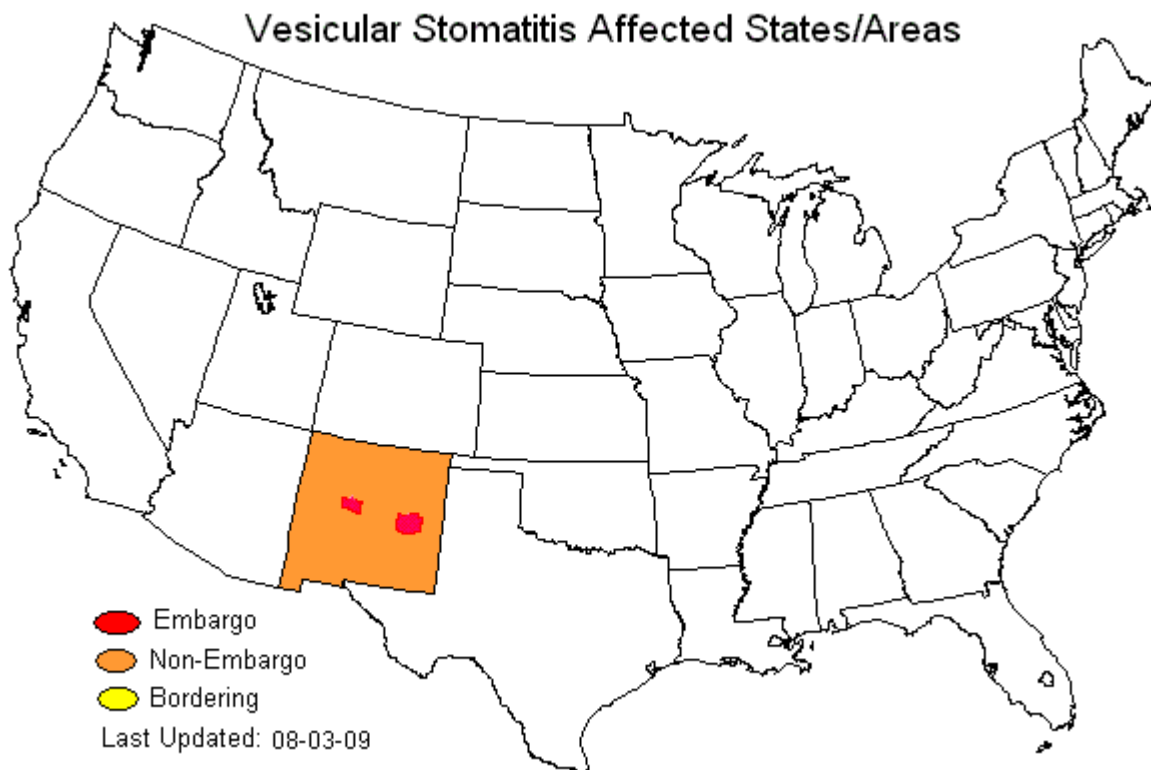 Vesicular Stomatitis Affected States/Areas
Embargo
Non-Embargo
Bordering
Last Updated: 08-03-09